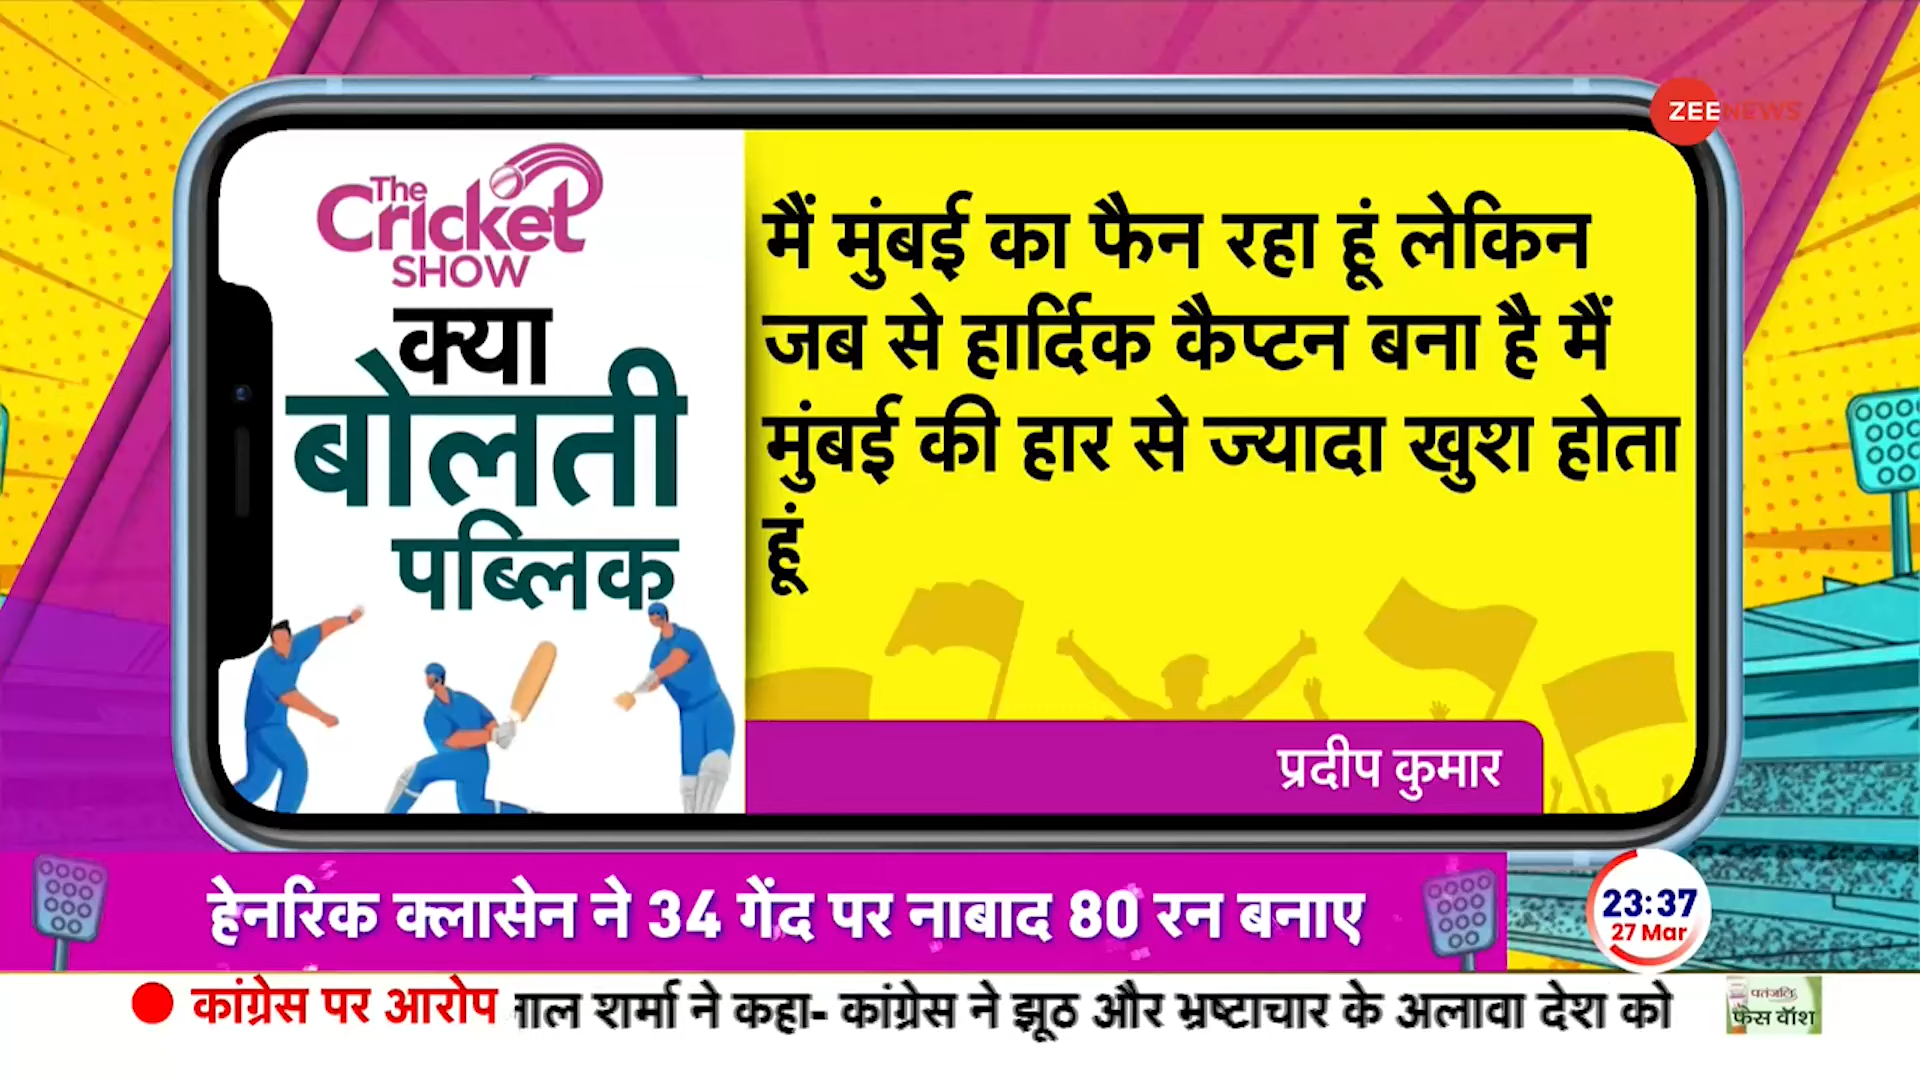 ZEE NEWS
The
Cricket
SHOW
क्या
बोलती
पब्लिक
मैं मुंबई का फैन रहा हूं लेकिन
जब से हार्दिक कैप्टन बना है मैं
मुंबई की हार से ज्यादा खुश होता
हूं
प्रदीप कुमार
हेनरिक क्लासेन ने 34 गेंद पर नाबाद 80 रन बनाए
23:37
27 Mar
कांग्रेस पर आरोप
शर्मा ने कहा- कांग्रेस ने झूठ और भ्रष्टाचार के अलावा देश को
पतंजलि
फेस वॉश